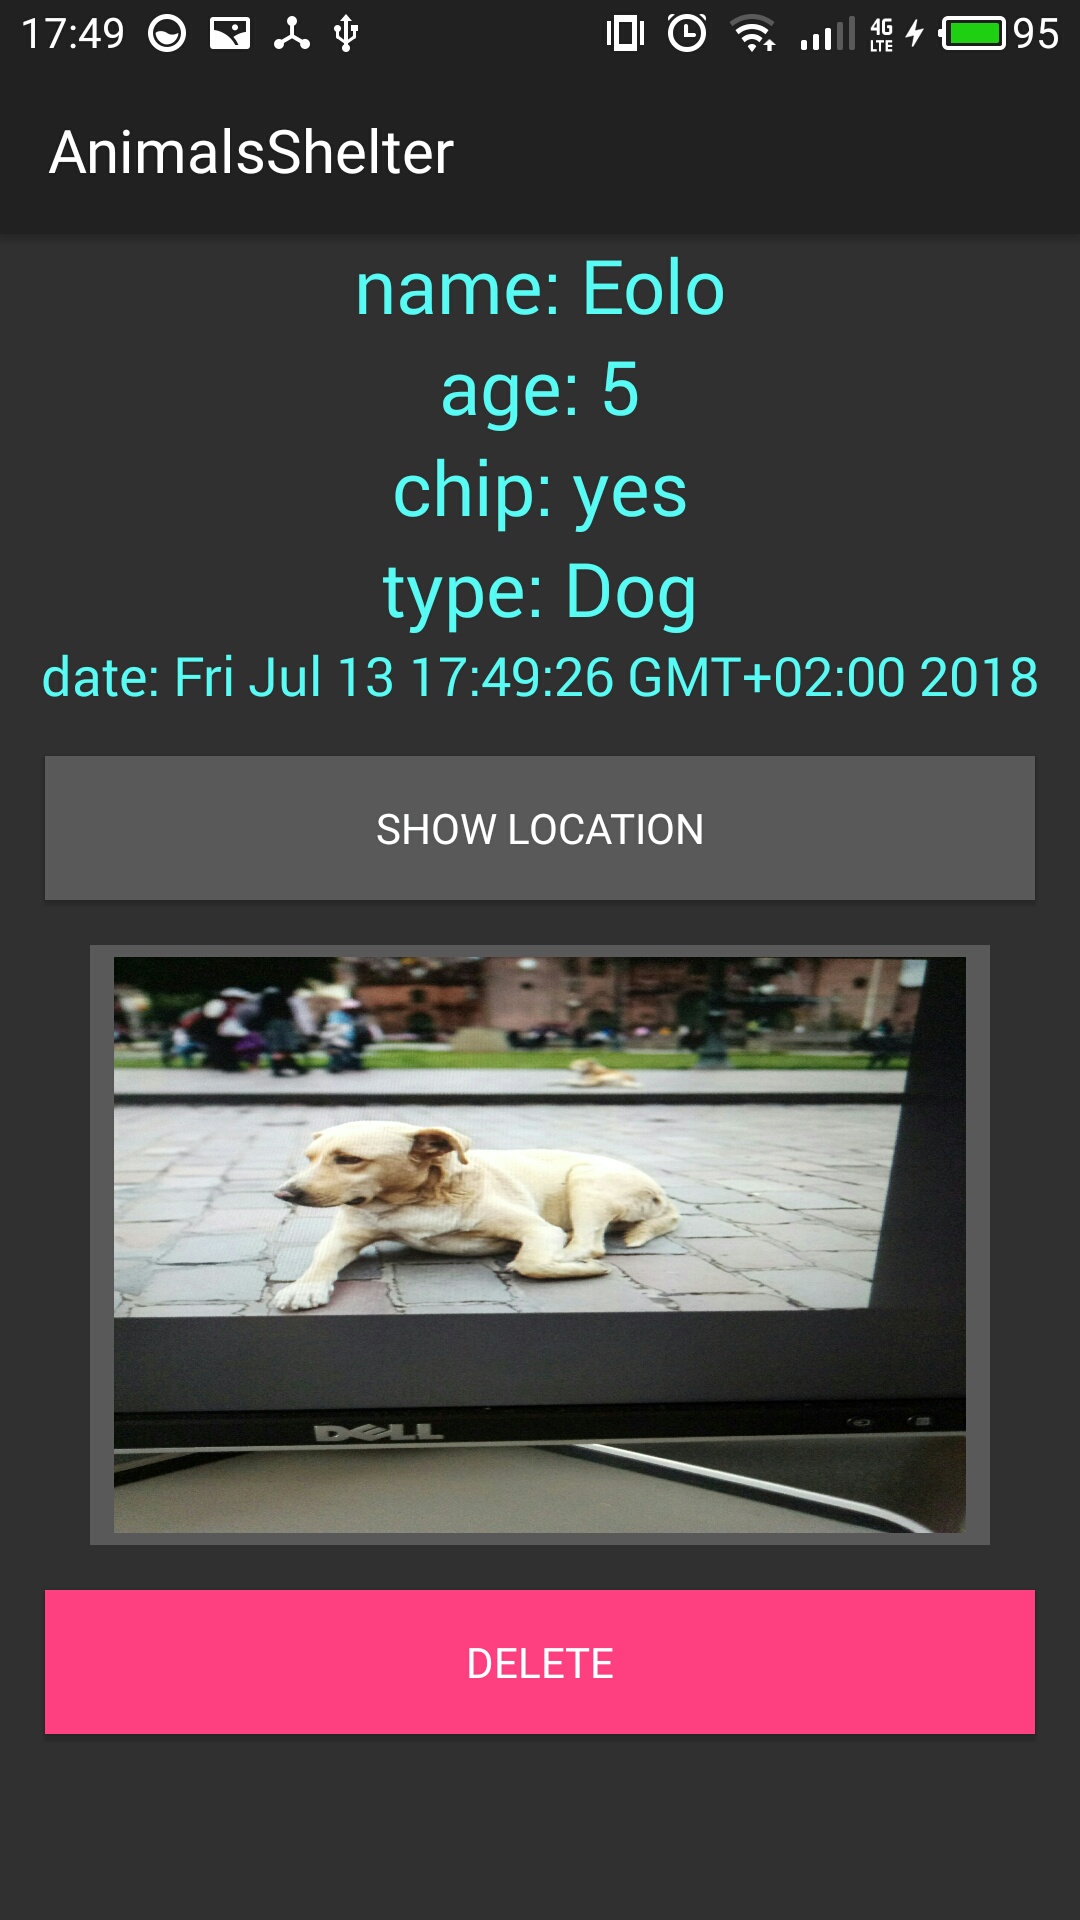 17:49
4G
LTE
95
AnimalsShelter
name: Eolo
age: 5
chip: yes
type: Dog
date: Fri Jul 13 17:49:26 GMT+02:00 2018
SHOW LOCATION
DELL
DELETE